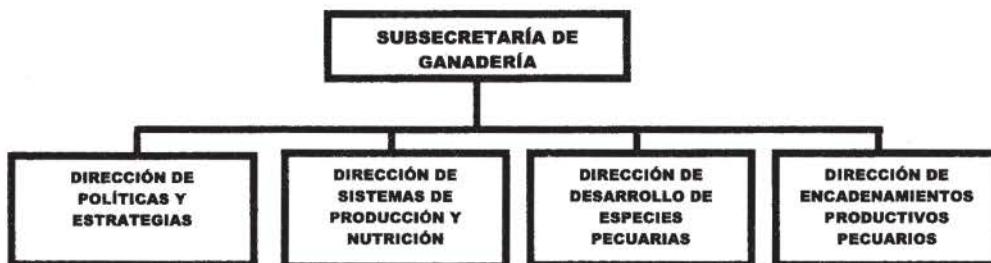 SUBSECRETARÍA DE
GANADERÍA
DIRECCIÓN DE
POLÍTICAS Y
ESTRATEGIAS
DIRECCIÓN DE
SISTEMAS DE
PRODUCCIÓN Y
NUTRICIÓN
DIRECCIÓN DE
DESARROLLO DE
ESPECIES
PECUARIAS
DIRECCIÓN DE
ENCADENAMIENTOS
PRODUCTIVOS
PECUARIOS